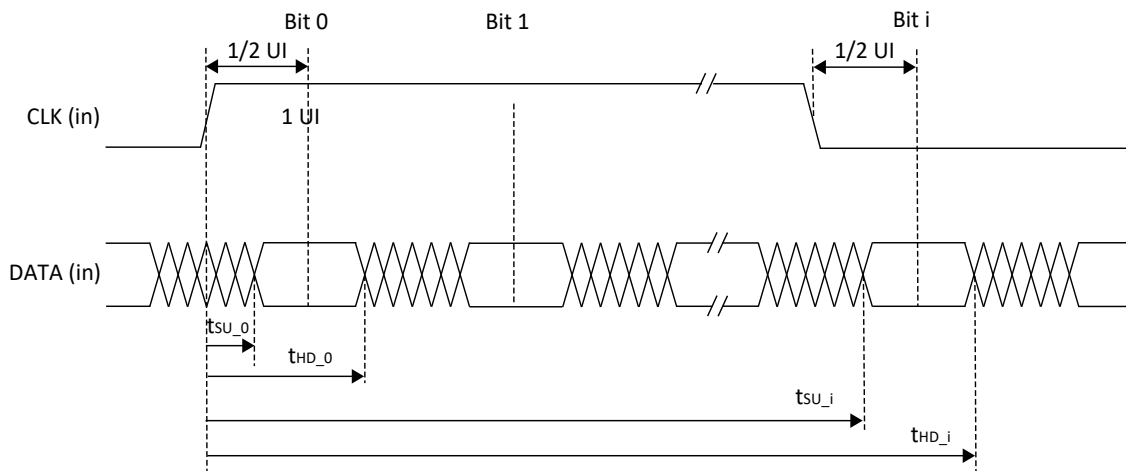 Bit 0
Bit 1
Bit i
1/2 UI
1/2 UI
CLK (in)
1 UI
DATA (in)
tSU_0
tHD_0
tSU_i
tHD_i